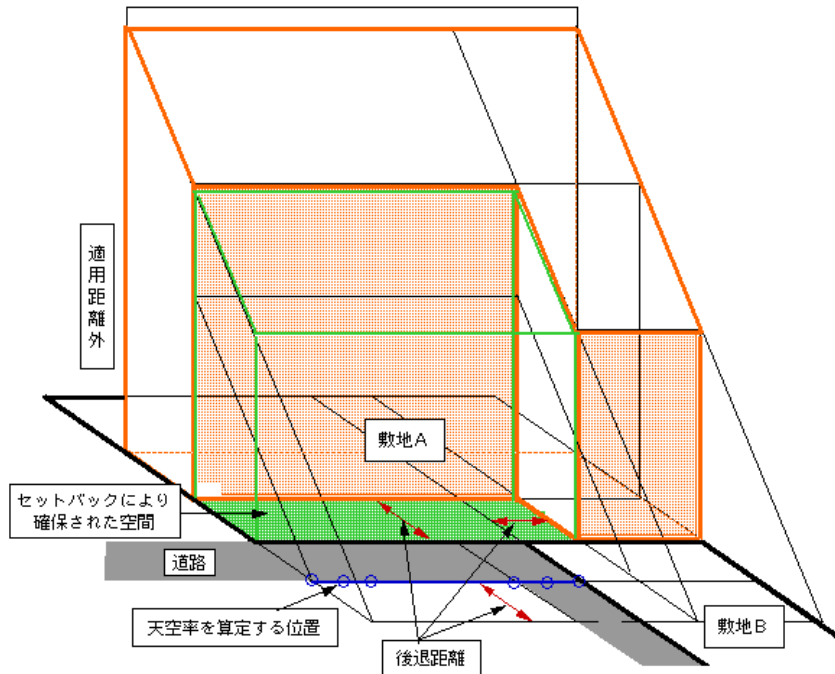 適用距離外
敷地A
セットバックにより
確保された空間
道路
天空率を算定する位置
後退距離
敷地B